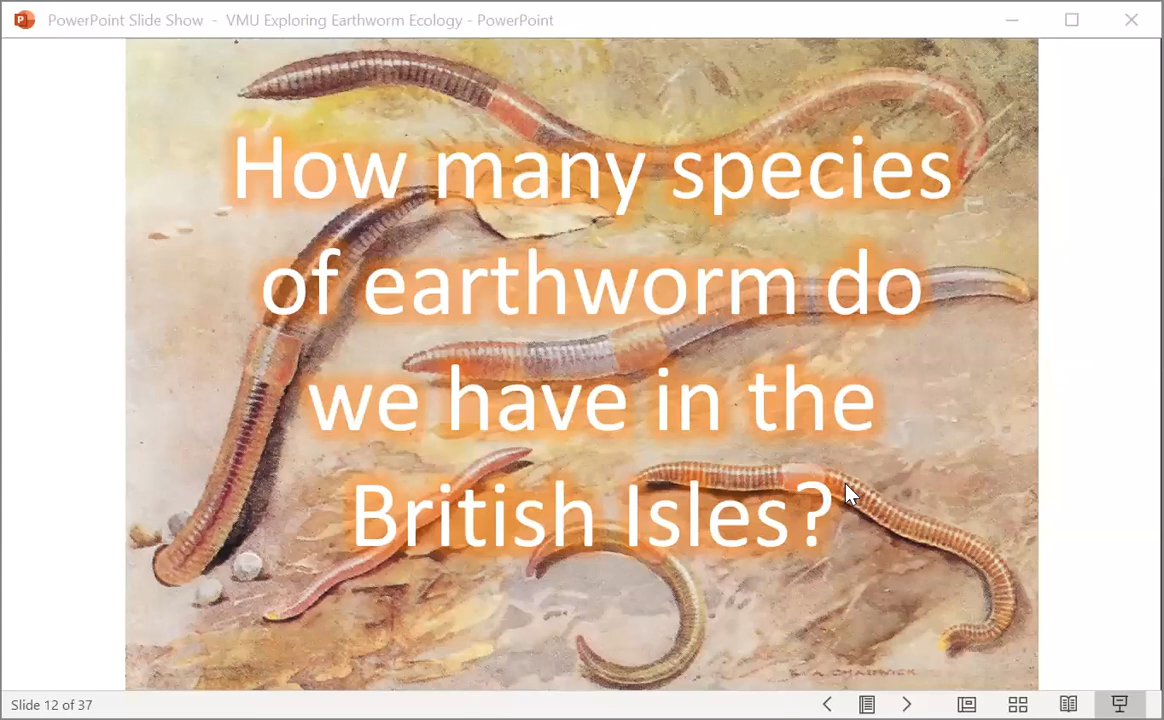 PowerPoint Slide Show - VMU Exploring Earthworm Ecology - PowerPoint
How many species
of earthworm do
we have in the
British Isles?
Slide 12 of 37